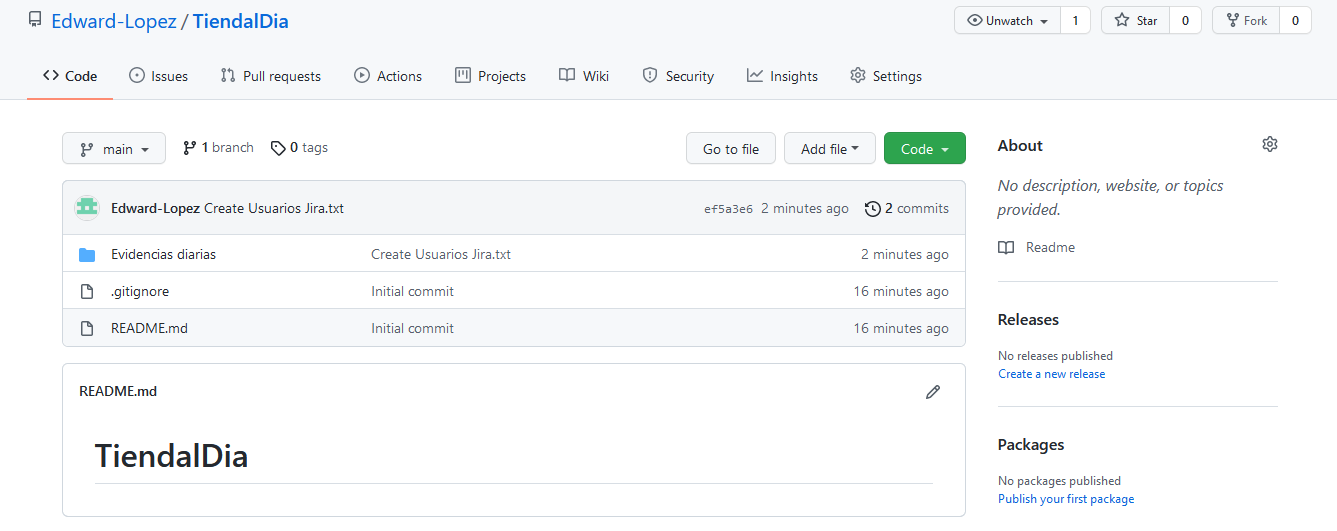 Edward-Lopez / TiendalDia
Unwatch 1 Star 0 Fork 0
Code Issues Pull requests Actions Projects Wiki Security Insights Settings
main 1 branch 0 tags Go to file Add file Code
Edward-Lopez Create Usuarios Jira.txt ef5a3e6 2 minutes ago 2 commits
Evidencias diarias Create Usuarios Jira.txt 2 minutes ago
.gitignore Initial commit 16 minutes ago
README.md Initial commit 16 minutes ago
README.md
TiendalDia
About
No description, website, or topics
provided.
Readme
Releases
No releases published
Create a new release
Packages
No packages published
Publish your first package